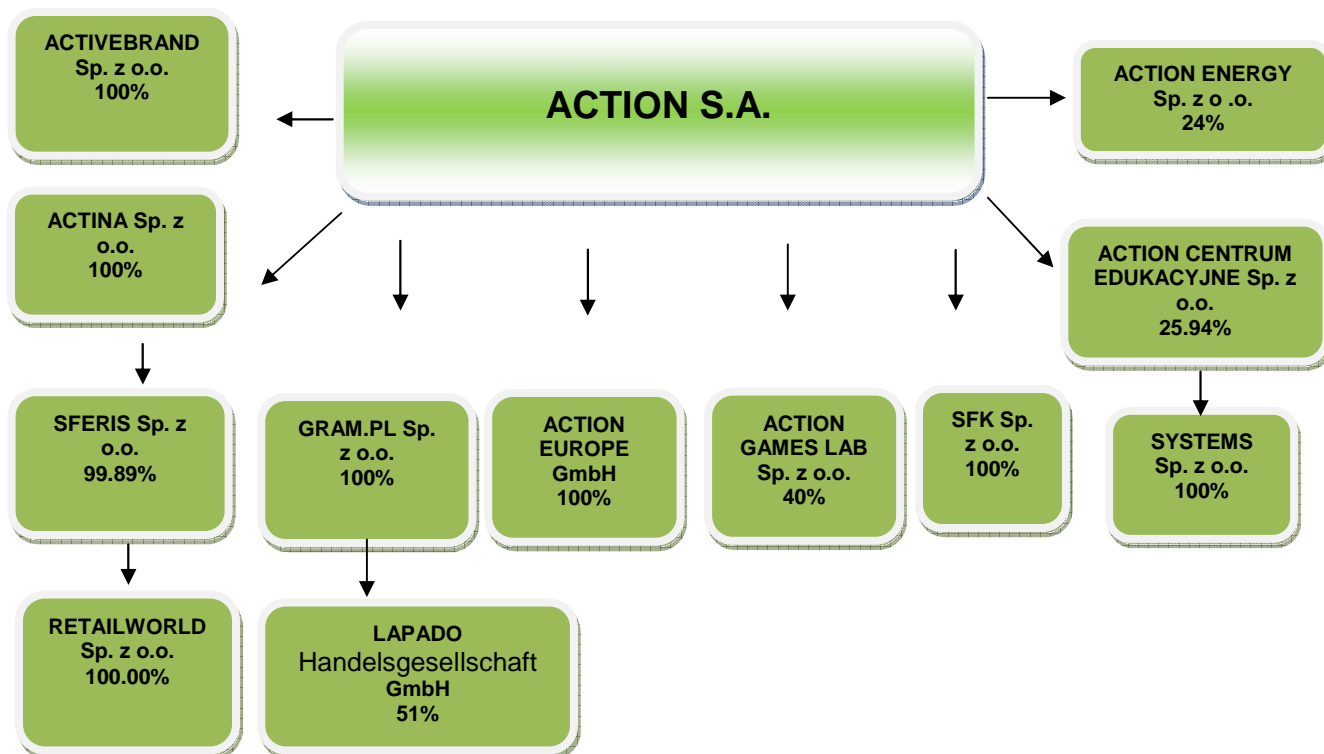 ACTIVEBRAND
Sp. z o.o.
100%
ACTION S.A.
ACTION ENERGY
Sp. z o .o.
24%
ACTINA Sp. z
o.o.
100%
ACTION CENTRUM
EDUKACYJNE Sp. z
o.o.
25.94%
SFERIS Sp. z
o.o.
99.89%
GRAM.PL Sp.
z o.o.
100%
ACTION
EUROPE
GmbH
100%
ACTION
GAMES LAB
Sp. z o.o.
40%
SFK Sp.
z o.o.
100%
SYSTEMS
Sp. z o.o.
100%
RETAILWORLD
Sp. z o.o.
100.00%
LAPADO
Handelsgesellschaft
GmbH
51%